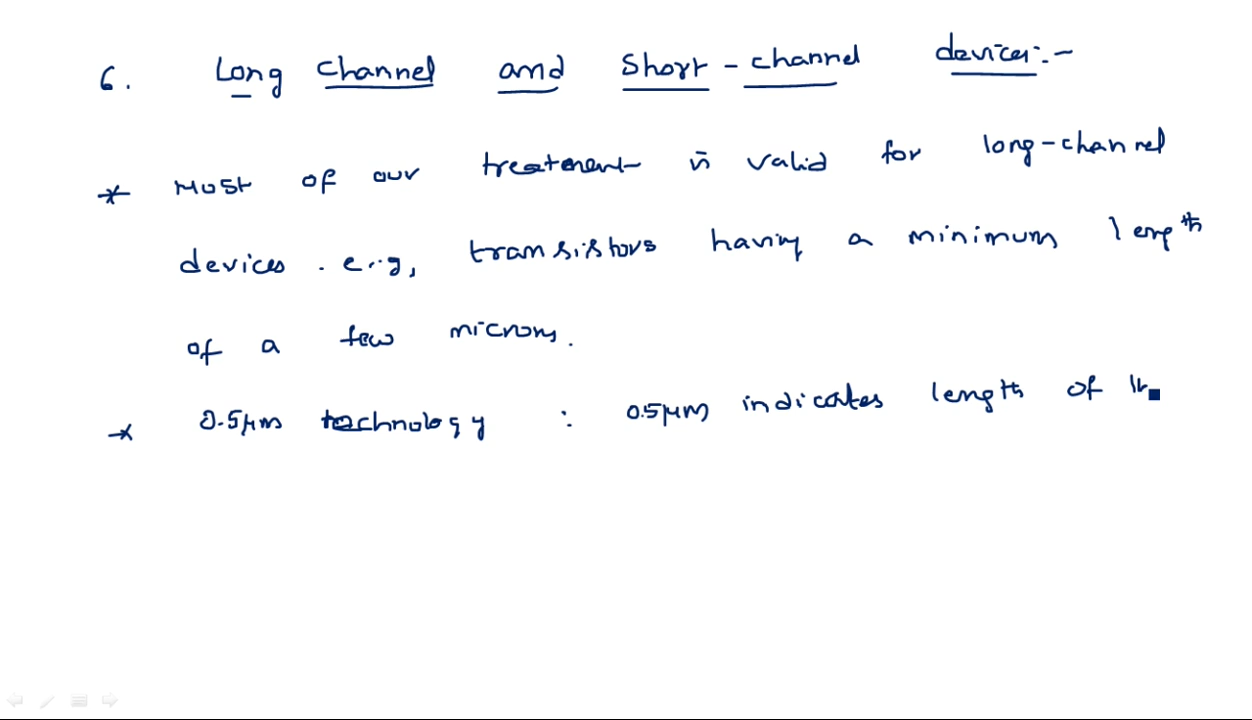 6. Long channel and short-channel devices:-
* Most of our treatment is valid for long-channel
devices. e.g, transistors having a minimum length
of a few microns.
* 0.5μm technology : 0.5μm indicates length of